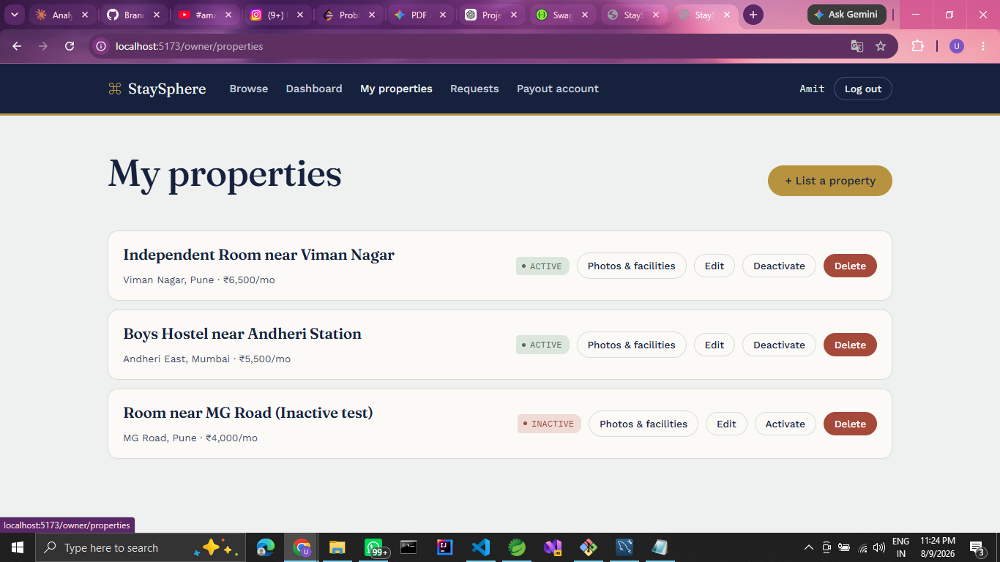 Analy
Branc
#ama
(9+)
Probl
PDF
Proje
Swag
StayS
StayS
Ask Gemini
localhost:5173/owner/properties
U
StaySphere Browse Dashboard My properties Requests Payout account Amit Log out
My properties
+ List a property
Independent Room near Viman Nagar
Viman Nagar, Pune · ₹6,500/mo
ACTIVE Photos & facilities Edit Deactivate Delete
Boys Hostel near Andheri Station
Andheri East, Mumbai · ₹5,500/mo
ACTIVE Photos & facilities Edit Deactivate Delete
Room near MG Road (Inactive test)
MG Road, Pune · ₹4,000/mo
INACTIVE Photos & facilities Edit Activate Delete
localhost:5173/owner/properties
Type here to search
99+
ENG
IN
11:24 PM
8/9/2026
3